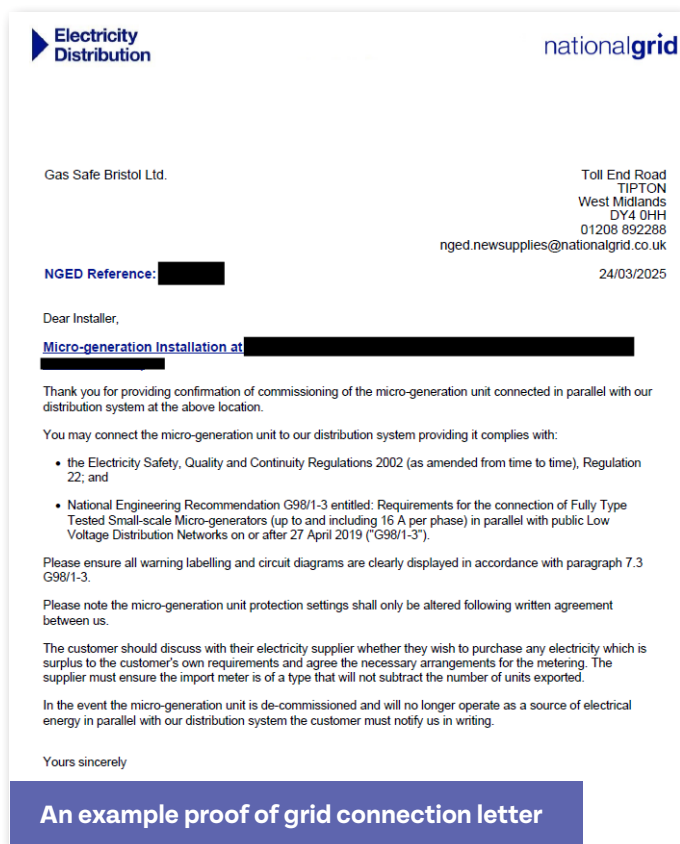 Electricity
Distribution
nationalgrid
Gas Safe Bristol Ltd.
Toll End Road
TIPTON
West Midlands
DY4 0HH
01208 892288
nged.newsupplies@nationalgrid.co.uk
NGED Reference:
24/03/2025
Dear Installer,
Micro-generation Installation at
Thank you for providing confirmation of commissioning of the micro-generation unit connected in parallel with our
distribution system at the above location.
You may connect the micro-generation unit to our distribution system providing it complies with:
• the Electricity Safety, Quality and Continuity Regulations 2002 (as amended from time to time), Regulation
22; and
• National Engineering Recommendation G98/1-3 entitled: Requirements for the connection of Fully Type
Tested Small-scale Micro-generators (up to and including 16 A per phase) in parallel with public Low
Voltage Distribution Networks on or after 27 April 2019 ("G98/1-3").
Please ensure all warning labelling and circuit diagrams are clearly displayed in accordance with paragraph 7.3
G98/1-3.
Please note the micro-generation unit protection settings shall only be altered following written agreement
between us.
The customer should discuss with their electricity supplier whether they wish to purchase any electricity which is
surplus to the customer's own requirements and agree the necessary arrangements for the metering. The
supplier must ensure the import meter is of a type that will not subtract the number of units exported.
In the event the micro-generation unit is de-commissioned and will no longer operate as a source of electrical
energy in parallel with our distribution system the customer must notify us in writing.
Yours sincerely
An example proof of grid connection letter